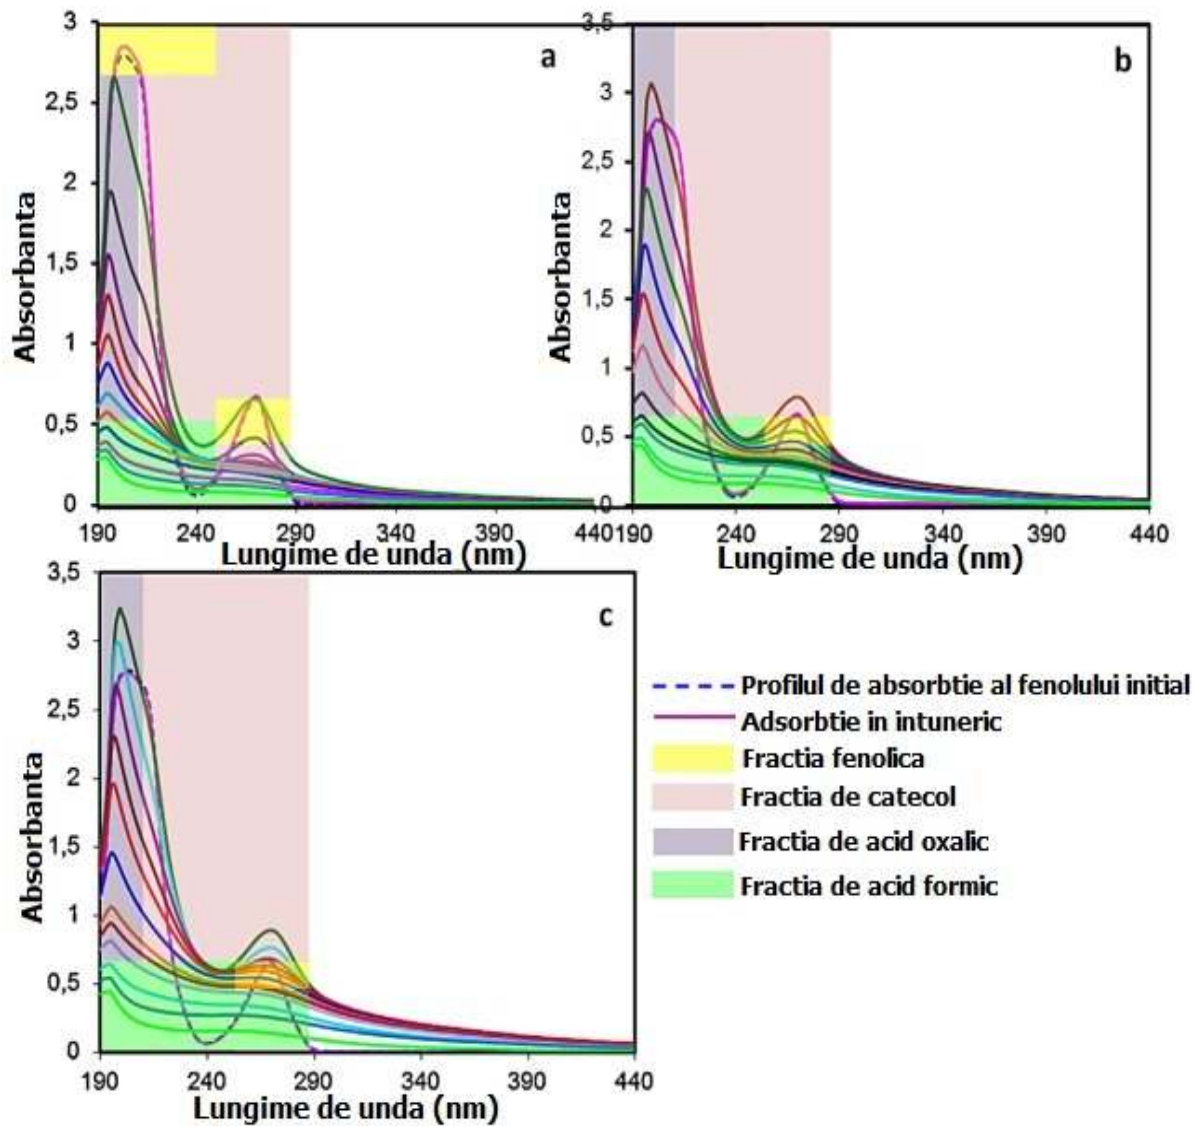 a
3
2,5
2
1,5
1
0,5
0
190 240 290 340 390 440
Absorbanta
Lungime de unda (nm)
b
3,5
3
2,5
2
1,5
1
0,5
0
190 240 290 340 390 440
Absorbanta
Lungime de unda (nm)
c
3,5
3
2,5
2
1,5
1
0,5
0
190 240 290 340 390 440
Absorbanta
Lungime de unda (nm)
Profilul de absorbtie al fenolului initial
Adsorbtie in intuneric
Fractia fenolica
Fractia de catecol
Fractia de acid oxalic
Fractia de acid formic